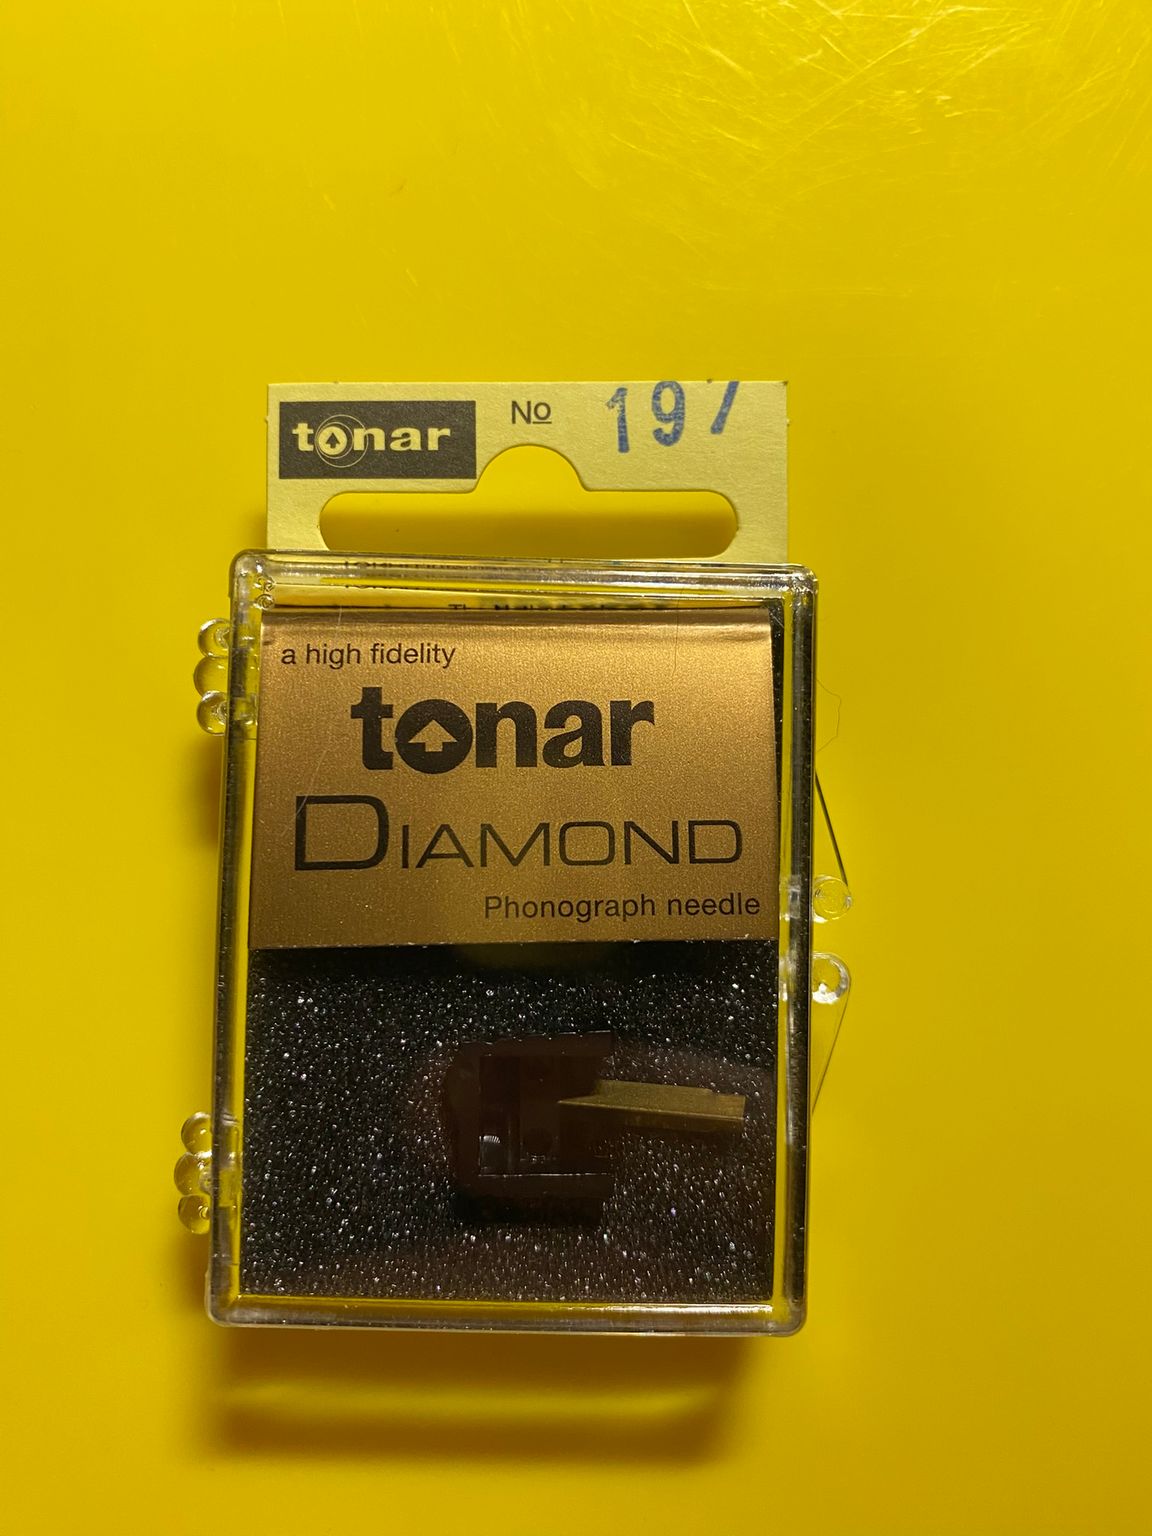 tonar
No 197
a high fidelity
tonar
DIAMOND
Phonograph needle